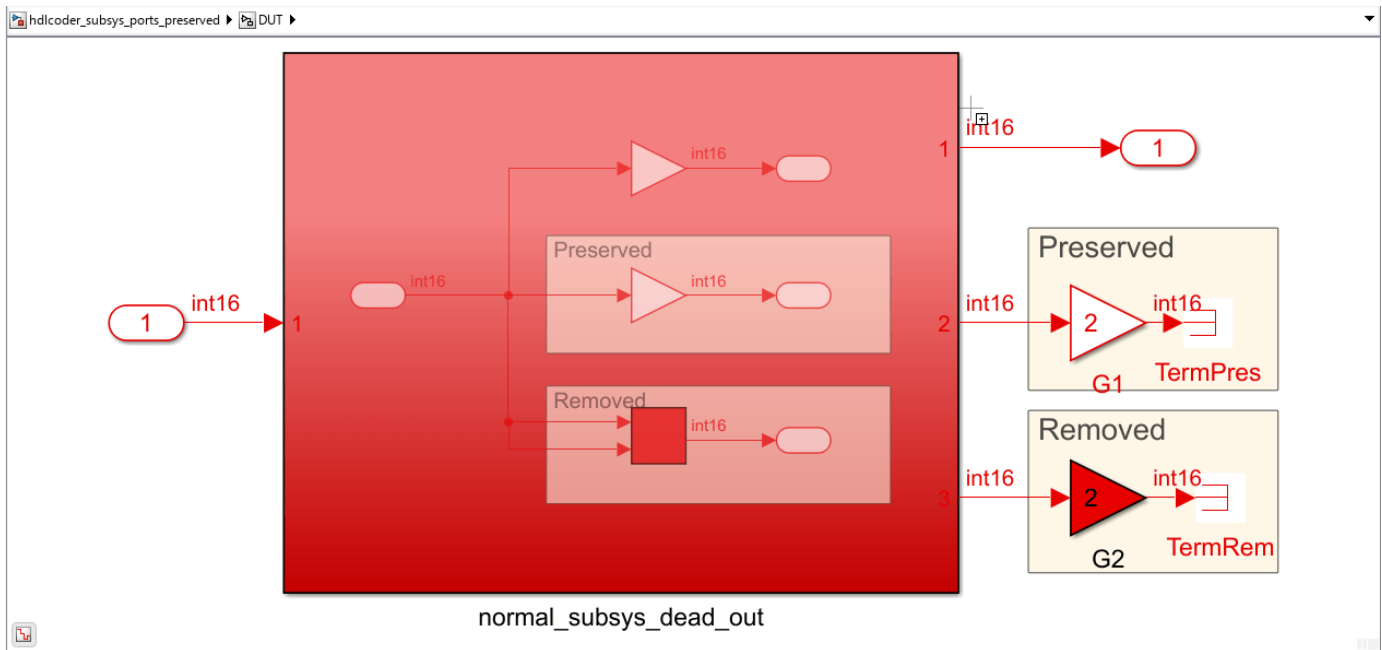 hdlcoder_subsys_ports_preserved DUT
int16
1
1
int16
int16
Preserved
int16
Removed
int16
1
2
3
normal_subsys_dead_out
int16
1
Preserved
int16
2
int16
G1
TermPres
Removed
int16
2
int16
G2
TermRem